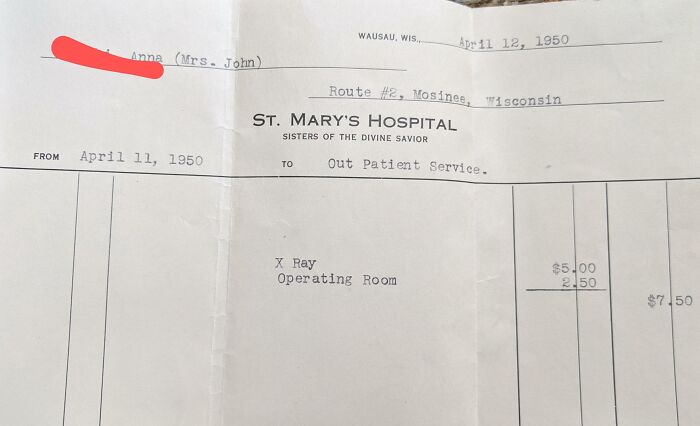 WAUSAU, WIS., April 12, 1950
Anna (Mrs. John)
Route #2, Mosinee, Wisconsin
ST. MARY'S HOSPITAL
SISTERS OF THE DIVINE SAVIOR
FROM April 11, 1950 TO Out Patient Service.
X Ray $5.00
Operating Room 2.50
$7.50